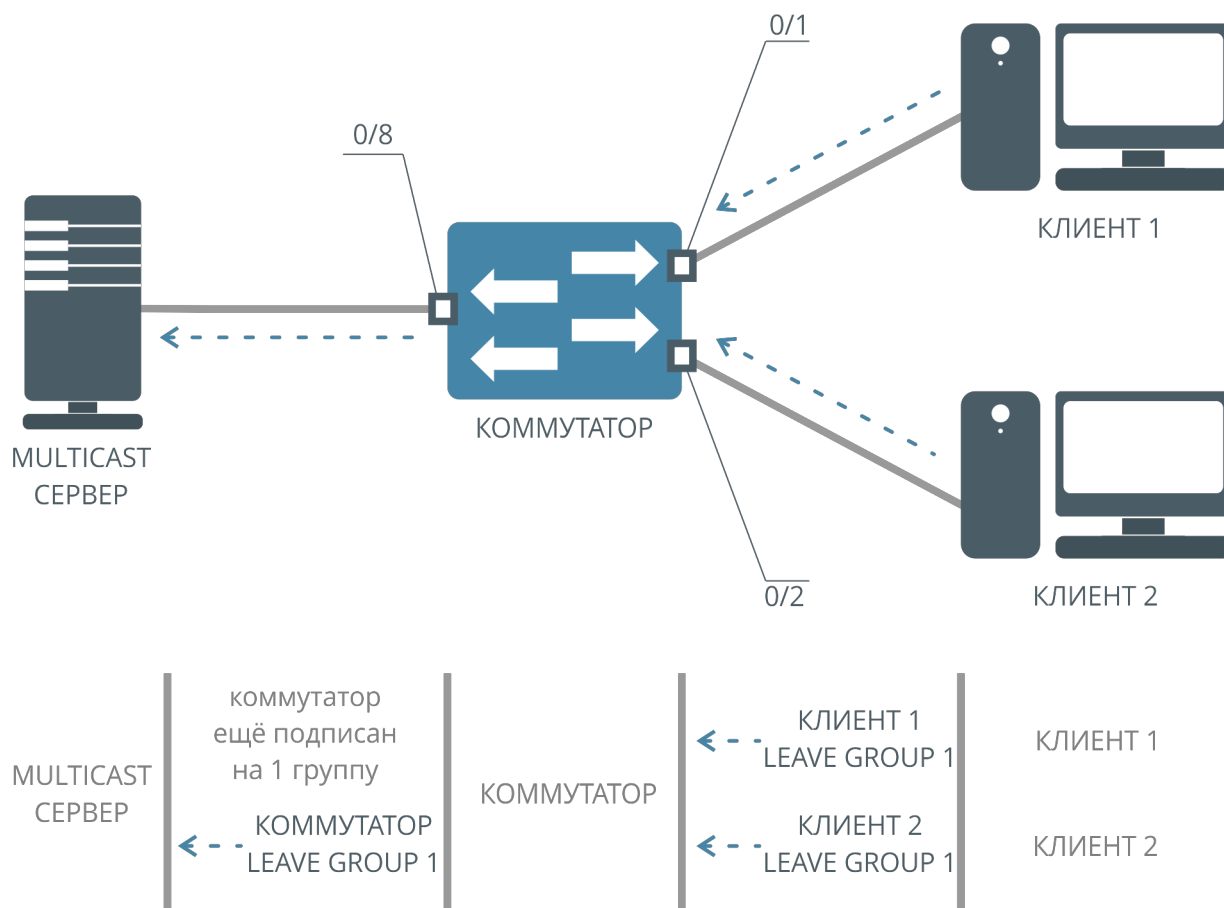 0/1
0/8
КЛИЕНТ 1
КОММУТАТОР
MULTICAST
СЕРВЕР
0/2
КЛИЕНТ 2
коммутатор
ещё подписан
на 1 группу
КЛИЕНТ 1
LEAVE GROUP 1
КЛИЕНТ 1
MULTICAST
СЕРВЕР
КОММУТАТОР
КОММУТАТОР
LEAVE GROUP 1
КЛИЕНТ 2
LEAVE GROUP 1
КЛИЕНТ 2